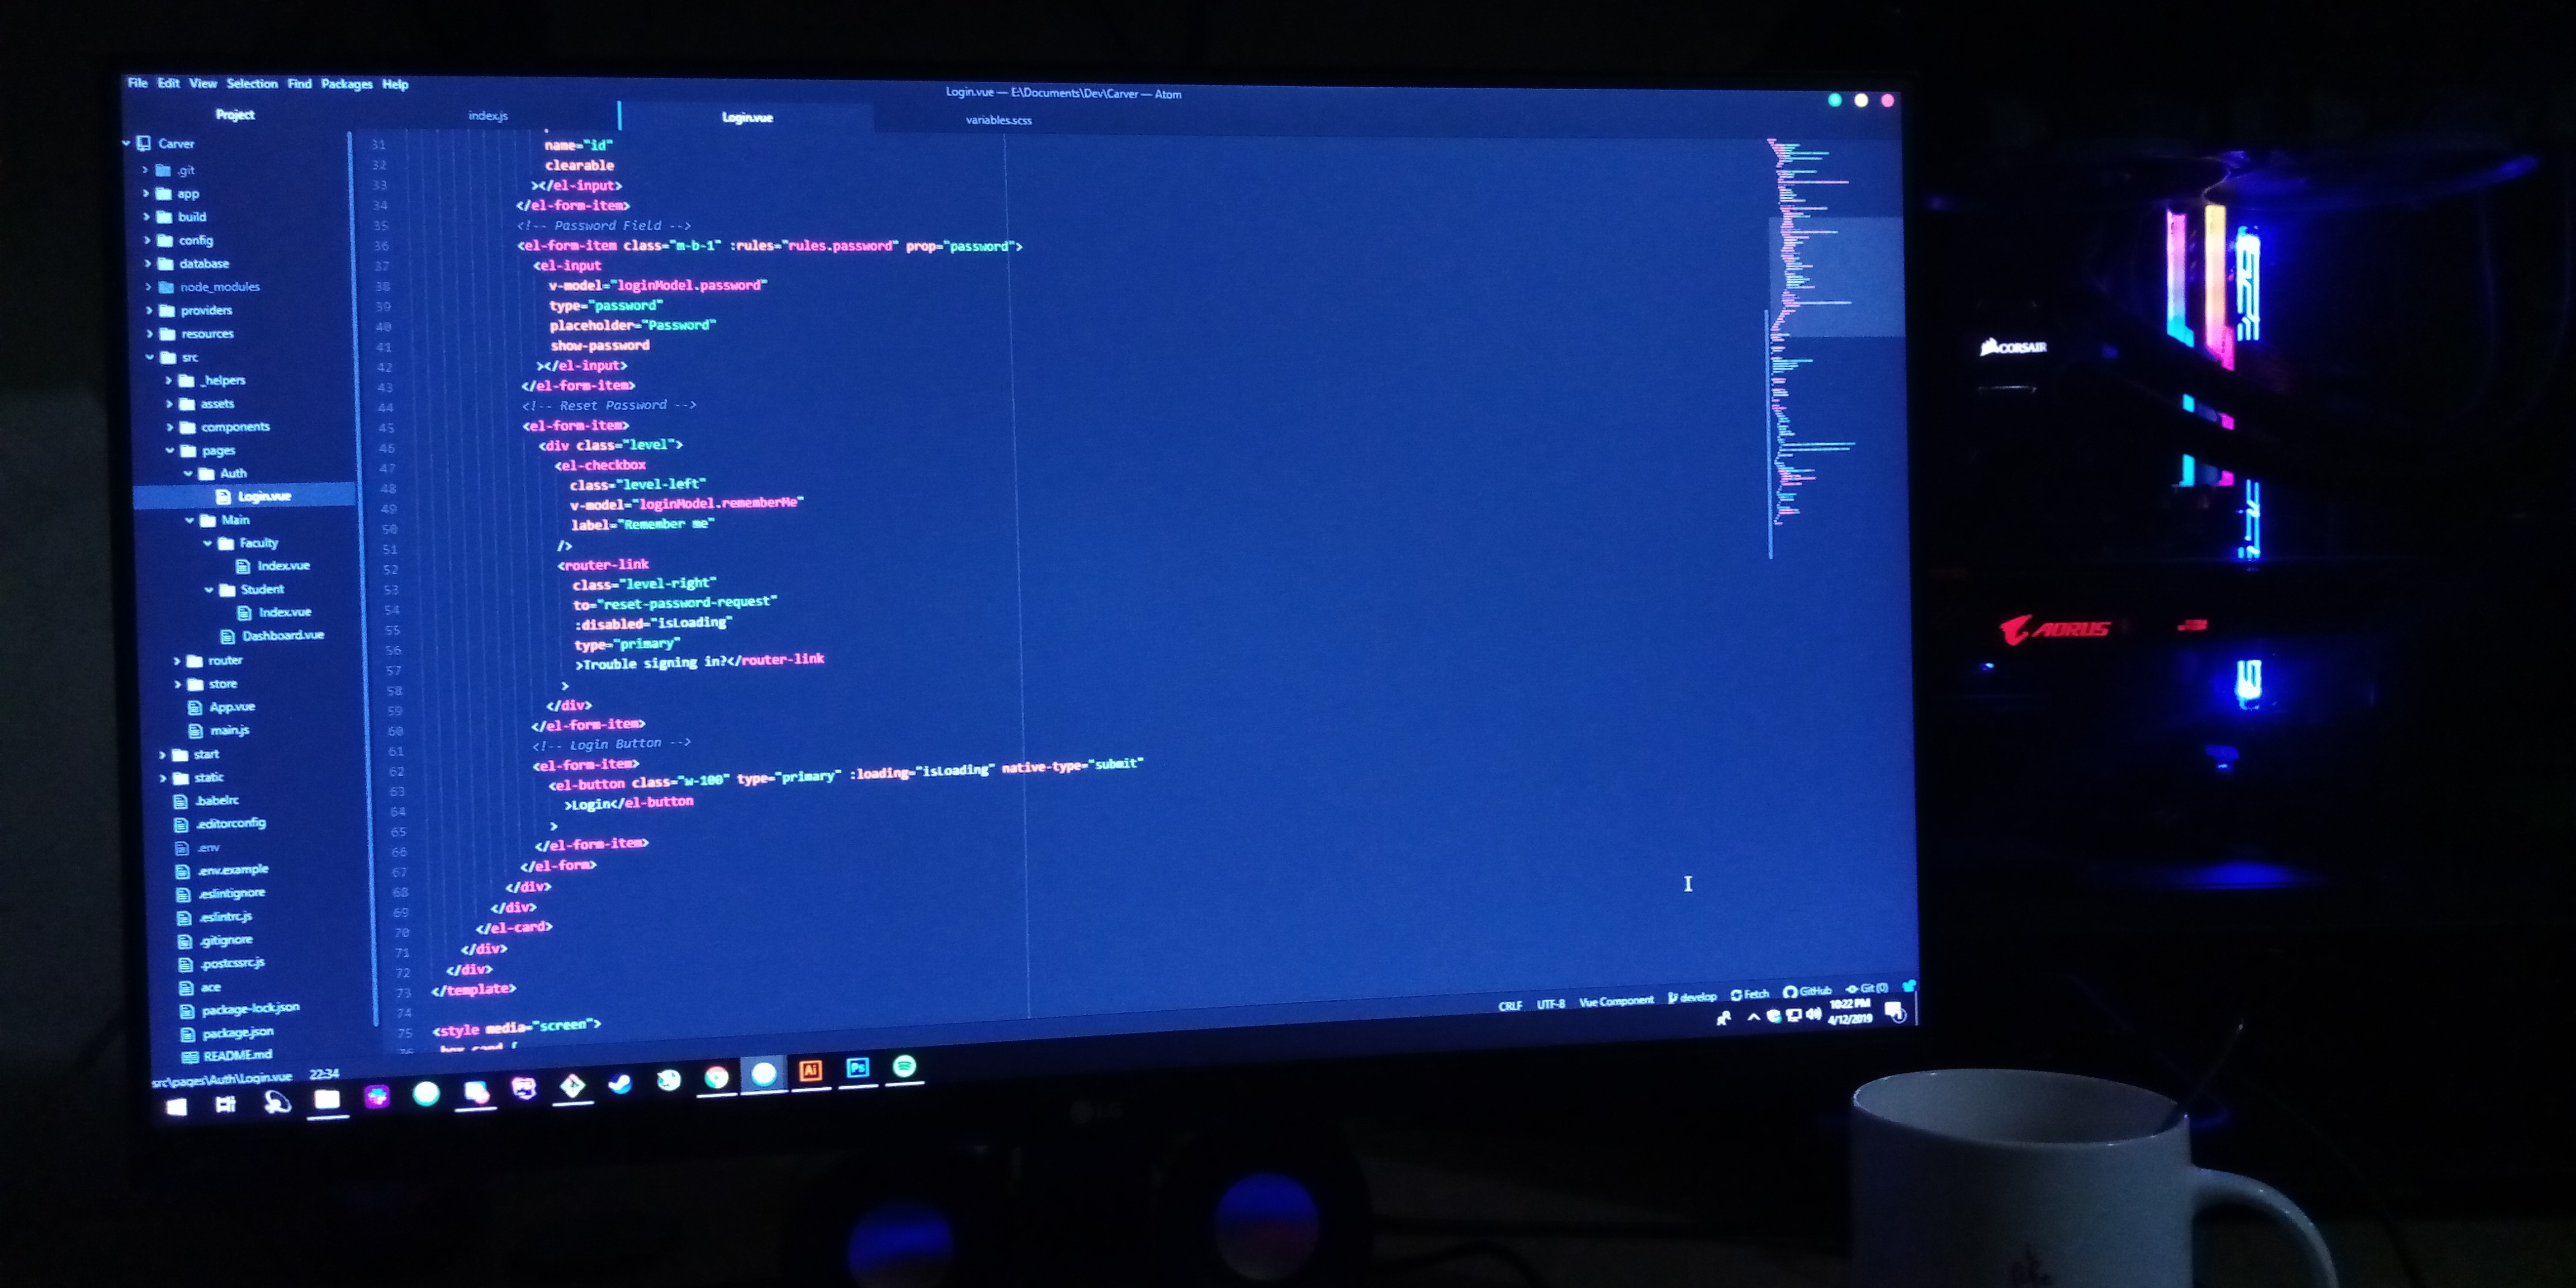 File Edit View Selection Find Packages Help
Login.vue — E:\Documents\Dev\Carver — Atom
Project
index.js
Login.vue
variables.scss
Carver
.git
app
build
config
database
node_modules
providers
resources
src
_helpers
assets
components
pages
Auth
Login.vue
Main
Faculty
Index.vue
Student
Index.vue
Dashboard.vue
router
store
App.vue
main.js
start
static
.babelrc
.editorconfig
.env
.env.example
.eslintignore
.eslintrc.js
.gitignore
.postcssrc.js
ace
package-lock.json
package.json
README.md
31 name="id"
32 clearable
33 ></el-input>
34 </el-form-item>
35 <!-- Password Field -->
36 <el-form-item class="m-b-1" :rules="rules.password" prop="password">
37 <el-input
38 v-model="loginModel.password"
39 type="password"
40 placeholder="Password"
41 show-password
42 ></el-input>
43 </el-form-item>
44 <!-- Reset Password -->
45 <el-form-item>
46 <div class="level">
47 <el-checkbox
48 class="level-left"
49 v-model="loginModel.rememberMe"
50 label="Remember me"
51 />
52 <router-link
53 class="level-right"
54 to="reset-password-request"
55 :disabled="isLoading"
56 type="primary"
57 >Trouble signing in?</router-link
58 >
59 </div>
60 </el-form-item>
61 <!-- Login Button -->
62 <el-form-item>
63 <el-button class="w-100" type="primary" :loading="isLoading" native-type="submit"
64 >Login</el-button
65 >
66 </el-form-item>
67 </el-form>
68 </div>
69 </div>
70 </el-card>
71 </div>
72 </div>
73 </template>
74
75 <style media="screen">
src\pages\Auth\Login.vue 22:34
CRLF UTF-8 Vue Component develop Fetch GitHub Git (0)
10:22 PM
4/12/2019
Ai
Ps
LG
CORSAIR
AORUS